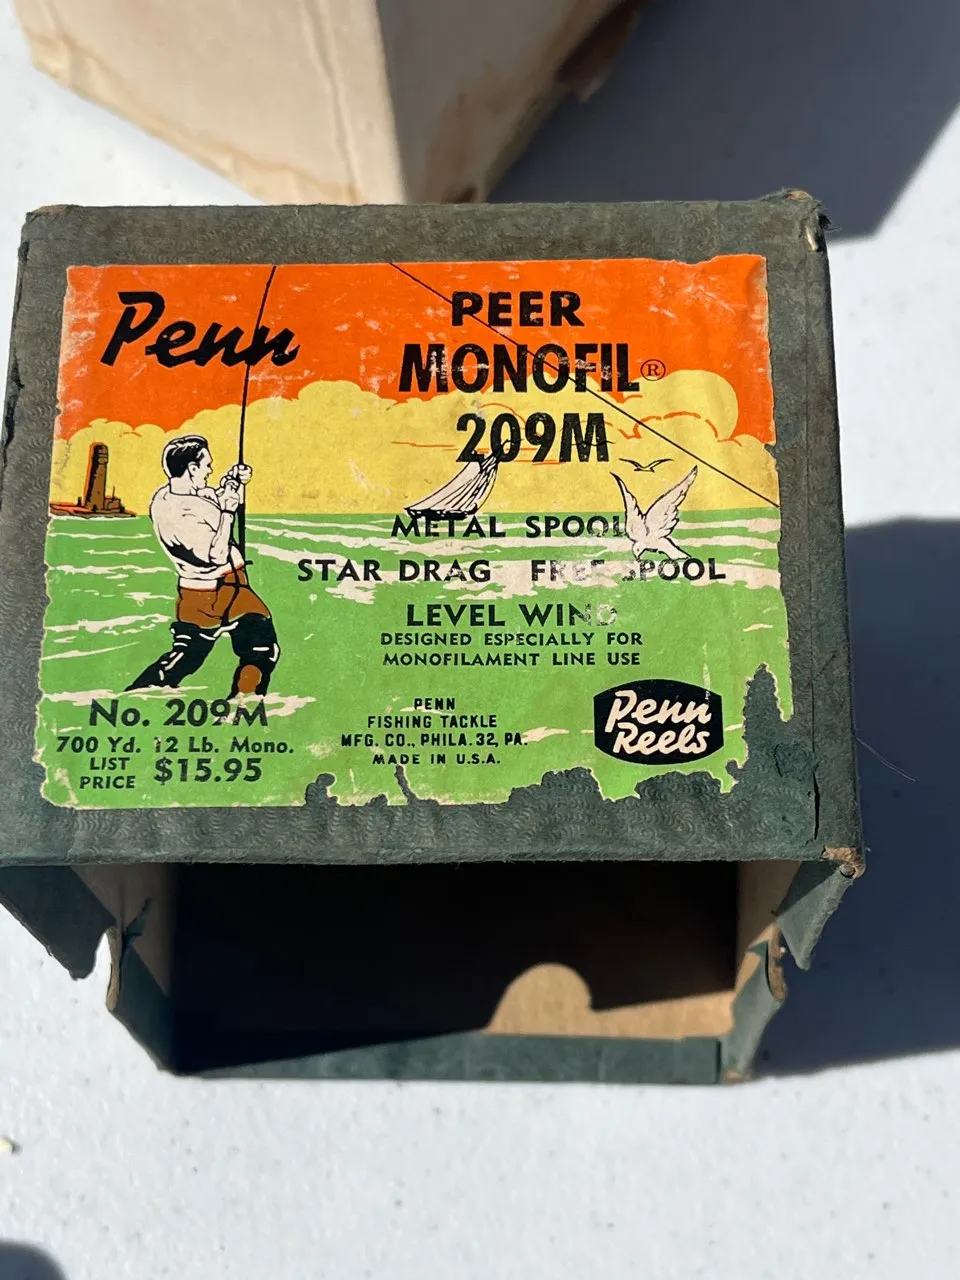 Penn
PEER
MONOFIL®
209M
METAL SPOOL
STAR DRAG FREE SPOOL
LEVEL WIND
DESIGNED ESPECIALLY FOR
MONOFILAMENT LINE USE
No. 209M
700 Yd. 12 Lb. Mono.
LIST
PRICE $15.95
PENN
FISHING TACKLE
MFG. CO., PHILA. 32, PA.
MADE IN U.S.A.
Penn
Reels